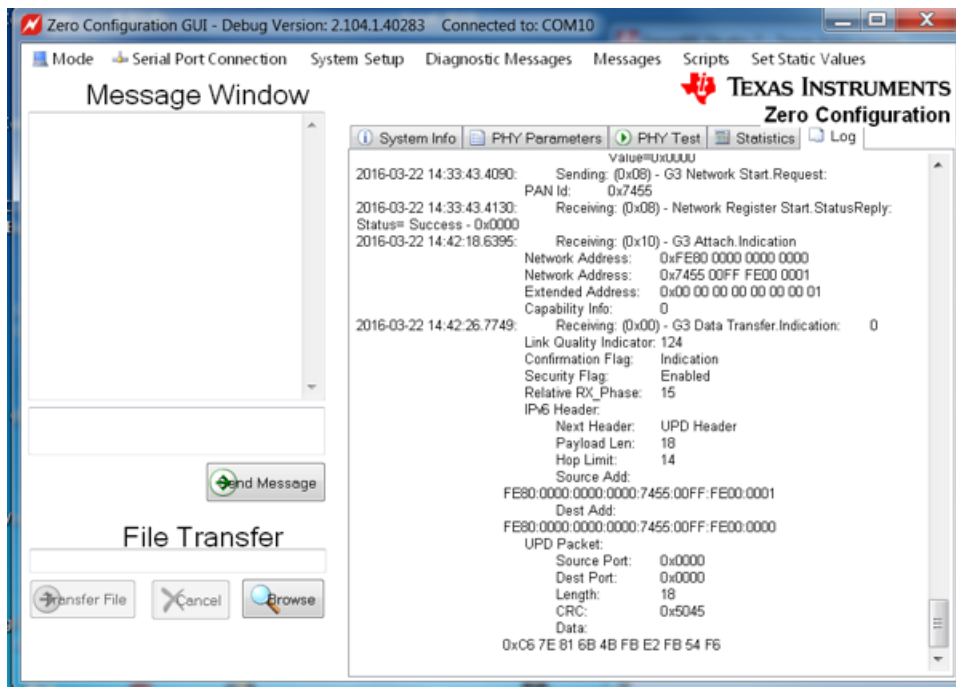 Zero Configuration GUI - Debug Version: 2.104.1.40283 Connected to: COM10
Mode Serial Port Connection System Setup Diagnostic Messages Messages Scripts Set Static Values
TEXAS INSTRUMENTS
Zero Configuration
Message Window
System Info PHY Parameters PHY Test Statistics Log
Value=0x0000
2016-03-22 14:33:43.4090: Sending: (0x08) - G3 Network Start.Request:
PAN Id: 0x7455
2016-03-22 14:33:43.4130: Receiving: (0x08) - Network Register Start.StatusReply:
Status= Success - 0x0000
2016-03-22 14:42:18.6395: Receiving: (0x10) - G3 Attach.Indication
Network Address: 0xFE80 0000 0000 0000
Network Address: 0x7455 00FF FE00 0001
Extended Address: 0x00 00 00 00 00 00 00 01
Capability Info: 0
2016-03-22 14:42:26.7749: Receiving: (0x00) - G3 Data Transfer.Indication: 0
Link Quality Indicator: 124
Confirmation Flag: Indication
Security Flag: Enabled
Relative RX_Phase: 15
IPv6 Header:
Next Header: UPD Header
Payload Len: 18
Hop Limit: 14
Source Add:
FE80:0000:0000:0000:7455:00FF:FE00:0001
Dest Add:
FE80:0000:0000:0000:7455:00FF:FE00:0000
UPD Packet:
Source Port: 0x0000
Dest Port: 0x0000
Length: 18
CRC: 0x5045
Data:
0xC6 7E 81 6B 4B FB E2 FB 54 F6
Send Message
File Transfer
Transfer File Cancel Browse